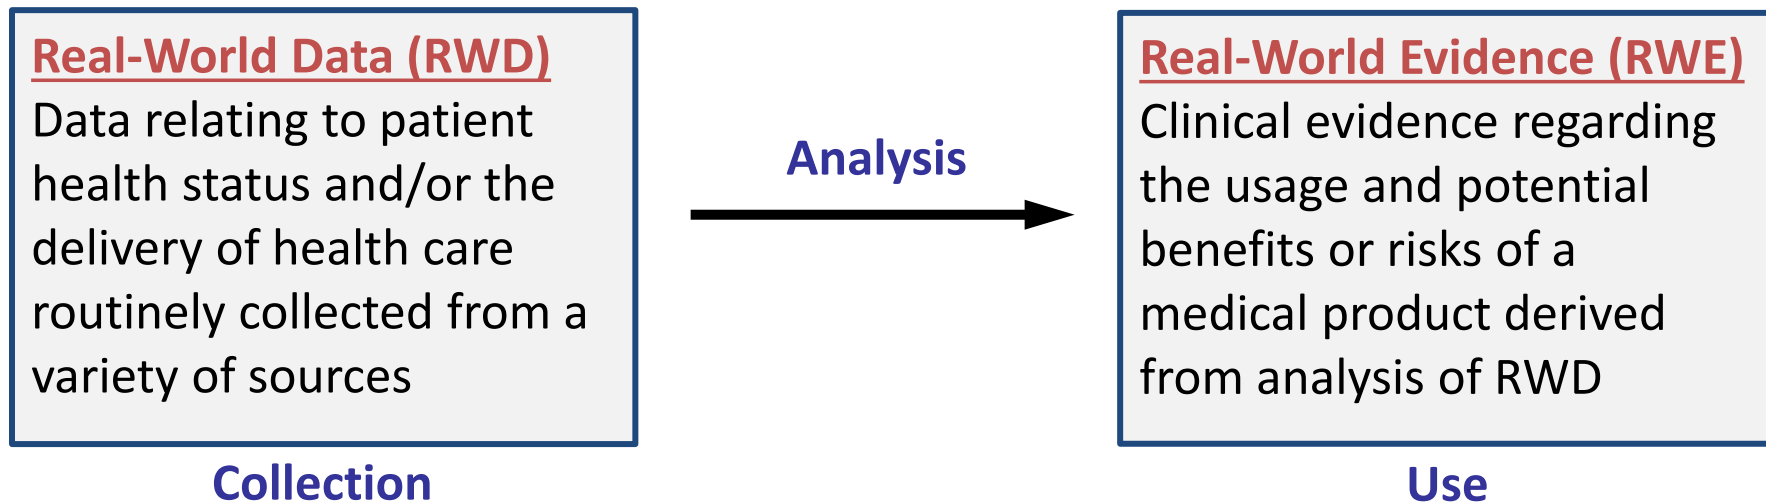 Real-World Data (RWD)
Data relating to patient
health status and/or the
delivery of health care
routinely collected from a
variety of sources
Collection
Analysis
Real-World Evidence (RWE)
Clinical evidence regarding
the usage and potential
benefits or risks of a
medical product derived
from analysis of RWD
Use